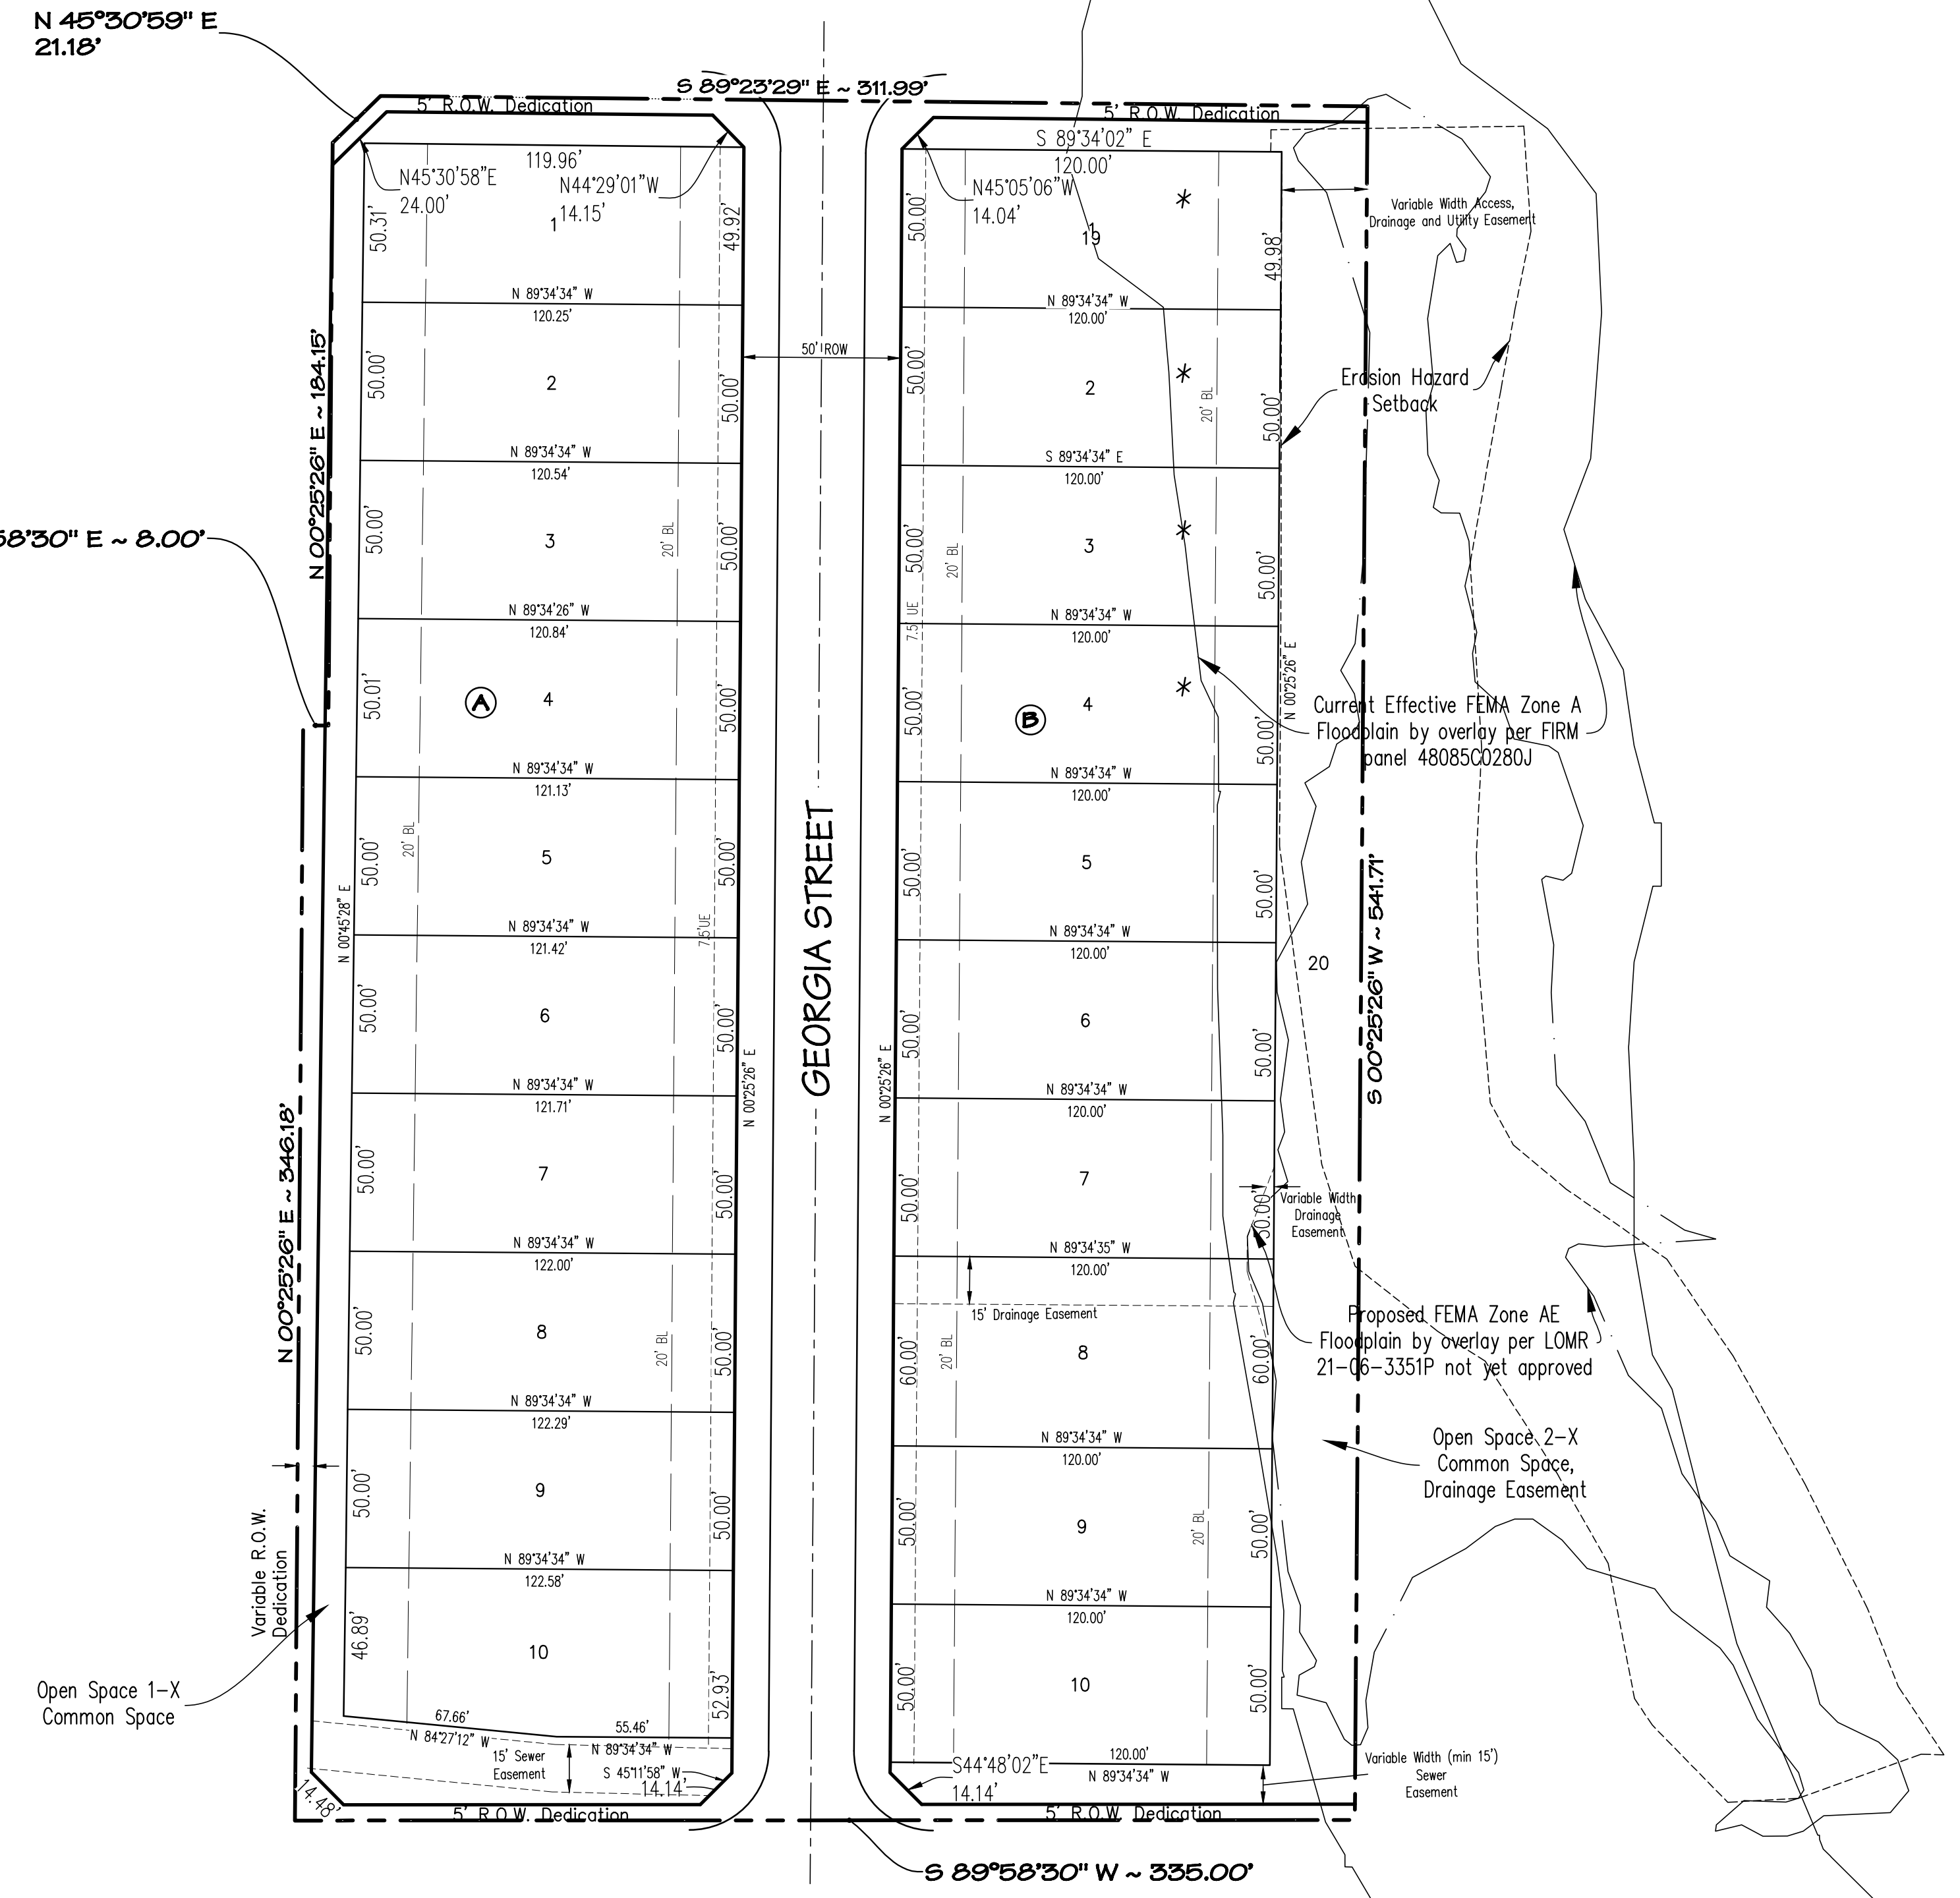 N 45°30'59" E
21.18'
S 89°23'29" E ~ 311.99'
5' R.O.W. Dedication
5' R.O.W. Dedication
S 89°34'02" E
119.96'
120.00'
N45°30'58"E
24.00'
N44°29'01"W
14.15'
N45°05'06"W
14.04'
Variable Width Access,
Drainage and Utility Easement
50.31'
1
49.92'
50.00'
19
49.98'
N 89°34'34" W
120.25'
N 89°34'34" W
120.00'
N 00°25'26" E ~ 184.15'
50' ROW
50.00'
2
50.00'
50.00'
2
20' BL
50.00'
Erosion Hazard
Setback
N 89°34'34" W
120.54'
S 89°34'34" E
120.00'
58'30" E ~ 8.00'
50.00'
3
20' BL
50.00'
50.00'
20' BL
3
50.00'
N 89°34'26" W
120.84'
7.5' UE
N 89°34'34" W
120.00'
N 00°25'26" E
50.01'
A
4
50.00'
50.00'
B
4
50.00'
Current Effective FEMA Zone A
Floodplain by overlay per FIRM
panel 48085C0280J
N 89°34'34" W
121.13'
N 89°34'34" W
120.00'
50.00'
20' BL
5
50.00'
GEORGIA STREET
50.00'
5
50.00'
N 00°45'28" E
7.5'UE
S 00°25'26" W ~ 541.71'
N 89°34'34" W
121.42'
N 89°34'34" W
120.00'
20
50.00'
6
50.00'
50.00'
6
50.00'
N 00°25'26" E
N 00°25'26" E
N 89°34'34" W
121.71'
N 89°34'34" W
120.00'
N 00°25'26" E ~ 346.18'
50.00'
7
50.00'
50.00'
7
50.00'
Variable Width
Drainage
Easement
N 89°34'34" W
122.00'
N 89°34'35" W
120.00'
15' Drainage Easement
50.00'
8
20' BL
50.00'
60.00'
20' BL
8
60.00'
Proposed FEMA Zone AE
Floodplain by overlay per LOMR
21-06-3351P not yet approved
N 89°34'34" W
122.29'
N 89°34'34" W
120.00'
Open Space 2-X
Common Space,
Drainage Easement
50.00'
9
50.00'
50.00'
9
20' BL
50.00'
Variable R.O.W.
Dedication
N 89°34'34" W
122.58'
N 89°34'34" W
120.00'
46.89'
10
52.93'
50.00'
10
50.00'
Open Space 1-X
Common Space
67.66'
N 84°27'12" W
55.46'
N 89°34'34" W
15' Sewer
Easement
S 45°11'58" W
14.14'
14.48'
S44°48'02"E
14.14'
120.00'
N 89°34'34" W
Variable Width (min 15')
Sewer
Easement
5' R.O.W. Dedication
5' R.O.W. Dedication
S 89°58'30" W ~ 335.00'